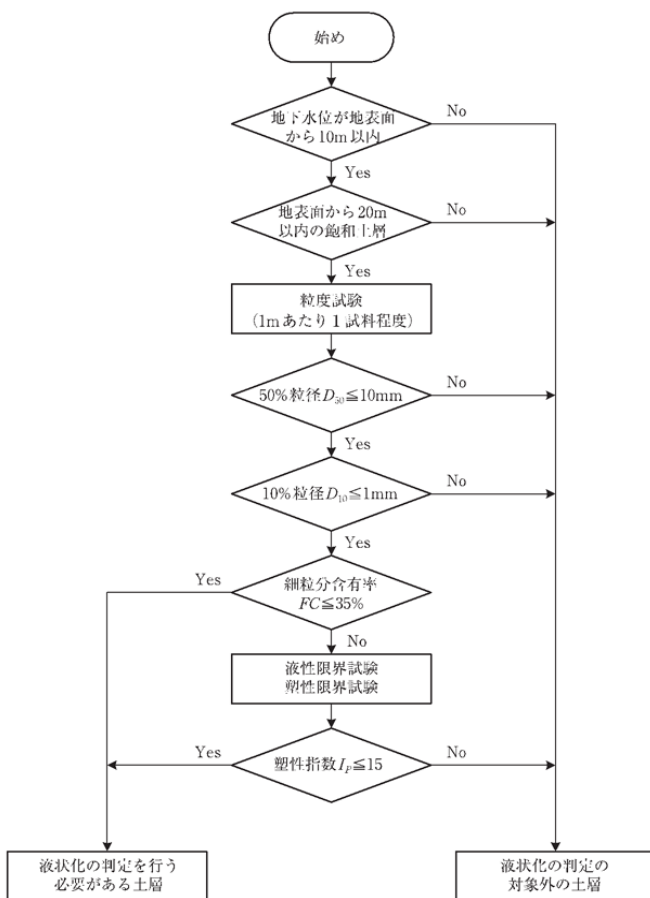 始め
地下水位が地表面
から10m以内
No
Yes
地表面から20m
以内の飽和土層
No
Yes
粒度試験
（1mあたり1試料程度）
50%粒径D₅₀≦10mm
No
Yes
10%粒径D₁₀≦1mm
No
Yes
細粒分含有率
FC≦35%
Yes
No
液性限界試験
塑性限界試験
塑性指数I_P≦15
Yes
No
液状化の判定を行う
必要がある土層
液状化の判定の
対象外の土層